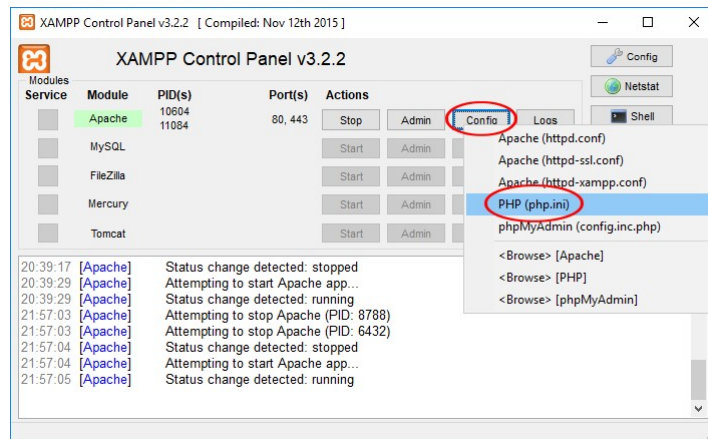 XAMPP Control Panel v3.2.2 [ Compiled: Nov 12th 2015 ]
XAMPP Control Panel v3.2.2
Config
Modules
Netstat
Service Module PID(s) Port(s) Actions
Apache 10604 11084 80, 443 Stop Admin Config Logs Shell
MySQL Start Admin
FileZilla Start Admin
Mercury Start Admin
Tomcat Start Admin
Apache (httpd.conf)
Apache (httpd-ssl.conf)
Apache (httpd-xampp.conf)
PHP (php.ini)
phpMyAdmin (config.inc.php)
<Browse> [Apache]
<Browse> [PHP]
<Browse> [phpMyAdmin]
20:39:17 [Apache] Status change detected: stopped
20:39:29 [Apache] Attempting to start Apache app...
20:39:29 [Apache] Status change detected: running
21:57:03 [Apache] Attempting to stop Apache (PID: 8788)
21:57:03 [Apache] Attempting to stop Apache (PID: 6432)
21:57:04 [Apache] Status change detected: stopped
21:57:04 [Apache] Attempting to start Apache app...
21:57:05 [Apache] Status change detected: running